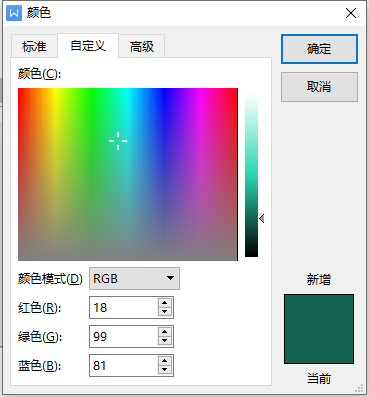 W 颜色
标准 自定义 高级
确定
取消
颜色(C):
颜色模式(D) RGB
红色(R): 18
绿色(G): 99
蓝色(B): 81
新增
当前